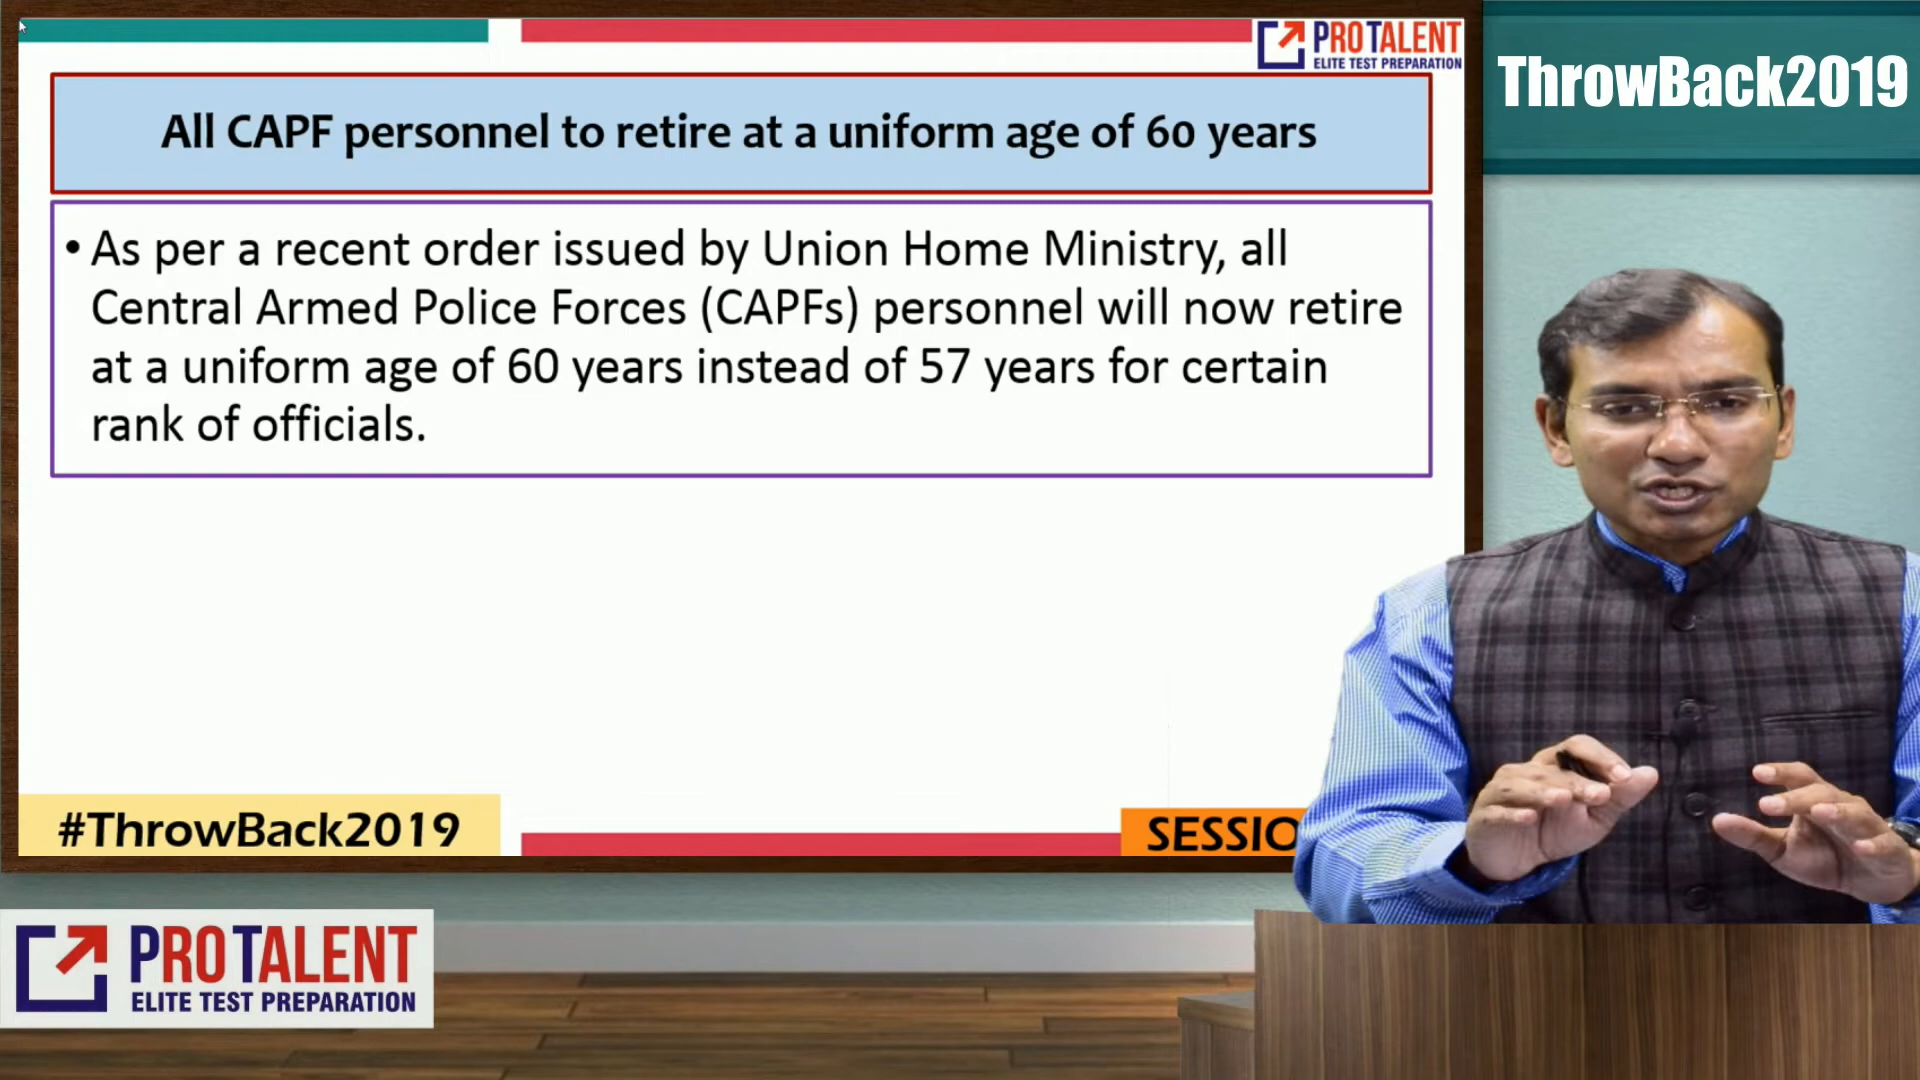 PROTALENT
ELITE TEST PREPARATION
ThrowBack2019
All CAPF personnel to retire at a uniform age of 60 years
• As per a recent order issued by Union Home Ministry, all
Central Armed Police Forces (CAPFs) personnel will now retire
at a uniform age of 60 years instead of 57 years for certain
rank of officials.
#ThrowBack2019
SESSIO
PROTALENT
ELITE TEST PREPARATION